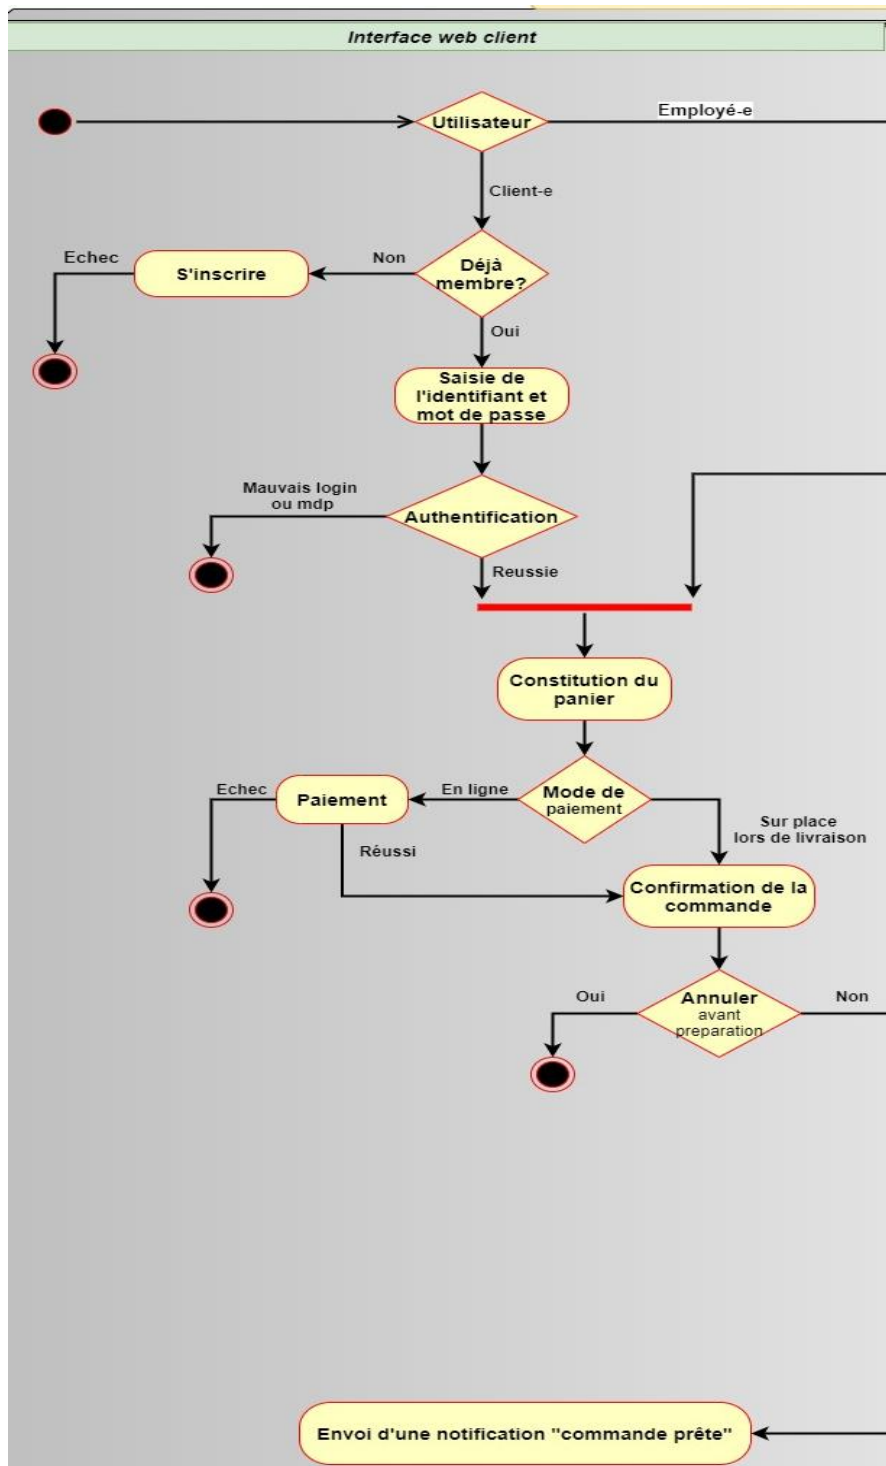 Interface web client
Utilisateur
Employé-e
Client-e
Echec
S'inscrire
Non
Déjà
membre?
Oui
Saisie de
l'identifiant et
mot de passe
Mauvais login
ou mdp
Authentification
Reussie
Constitution du
panier
Echec
Paiement
En ligne
Mode de
paiement
Sur place
lors de livraison
Réussi
Confirmation de la
commande
Oui
Annuler
avant
preparation
Non
Envoi d'une notification "commande prête"